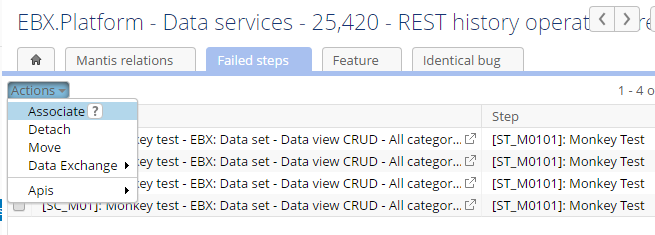 EBX.Platform - Data services - 25,420 - REST history operat
Mantis relations
Failed steps
Feature
Identical bug
Actions
1 - 4 o
Associate ?
Detach
Move
Data Exchange
Apis
Step
key test - EBX: Data set - Data view CRUD - All categor... [ST_M0101]: Monkey Test
key test - EBX: Data set - Data view CRUD - All categor... [ST_M0101]: Monkey Test
key test - EBX: Data set - Data view CRUD - All categor... [ST_M0101]: Monkey Test
[SC_M01]: Monkey test - EBX: Data set - Data view CRUD - All categor... [ST_M0101]: Monkey Test